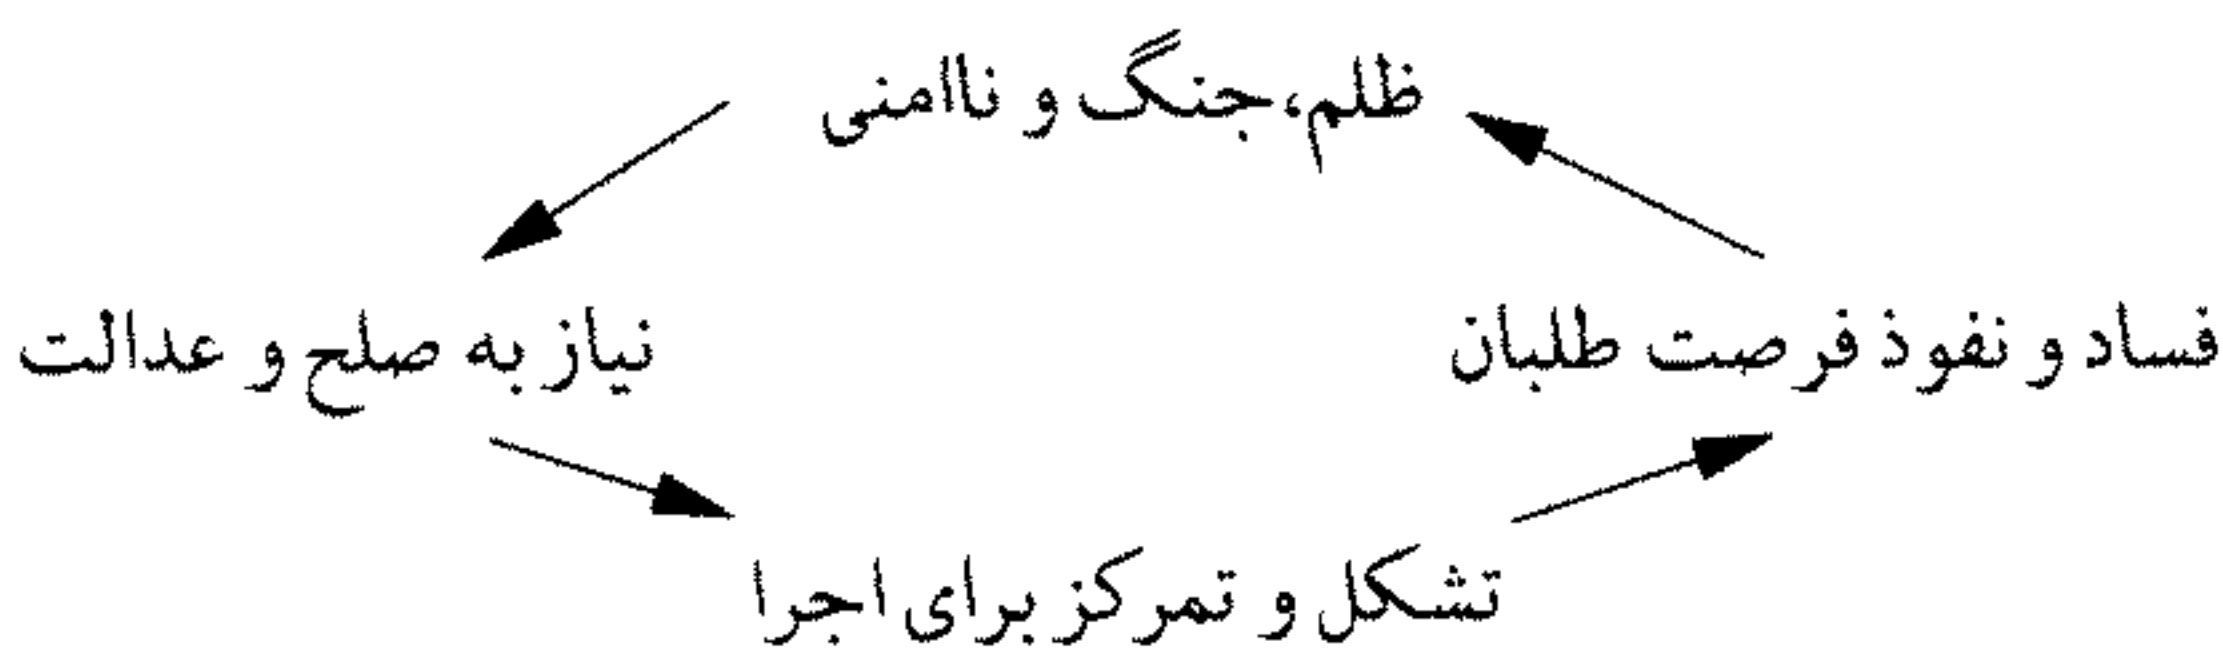 ظلم،جنگ و ناامنی
فساد و نفوذ فرصت طلبان
نیاز به صلح و عدالت
تشکل و تمرکز برای اجرا